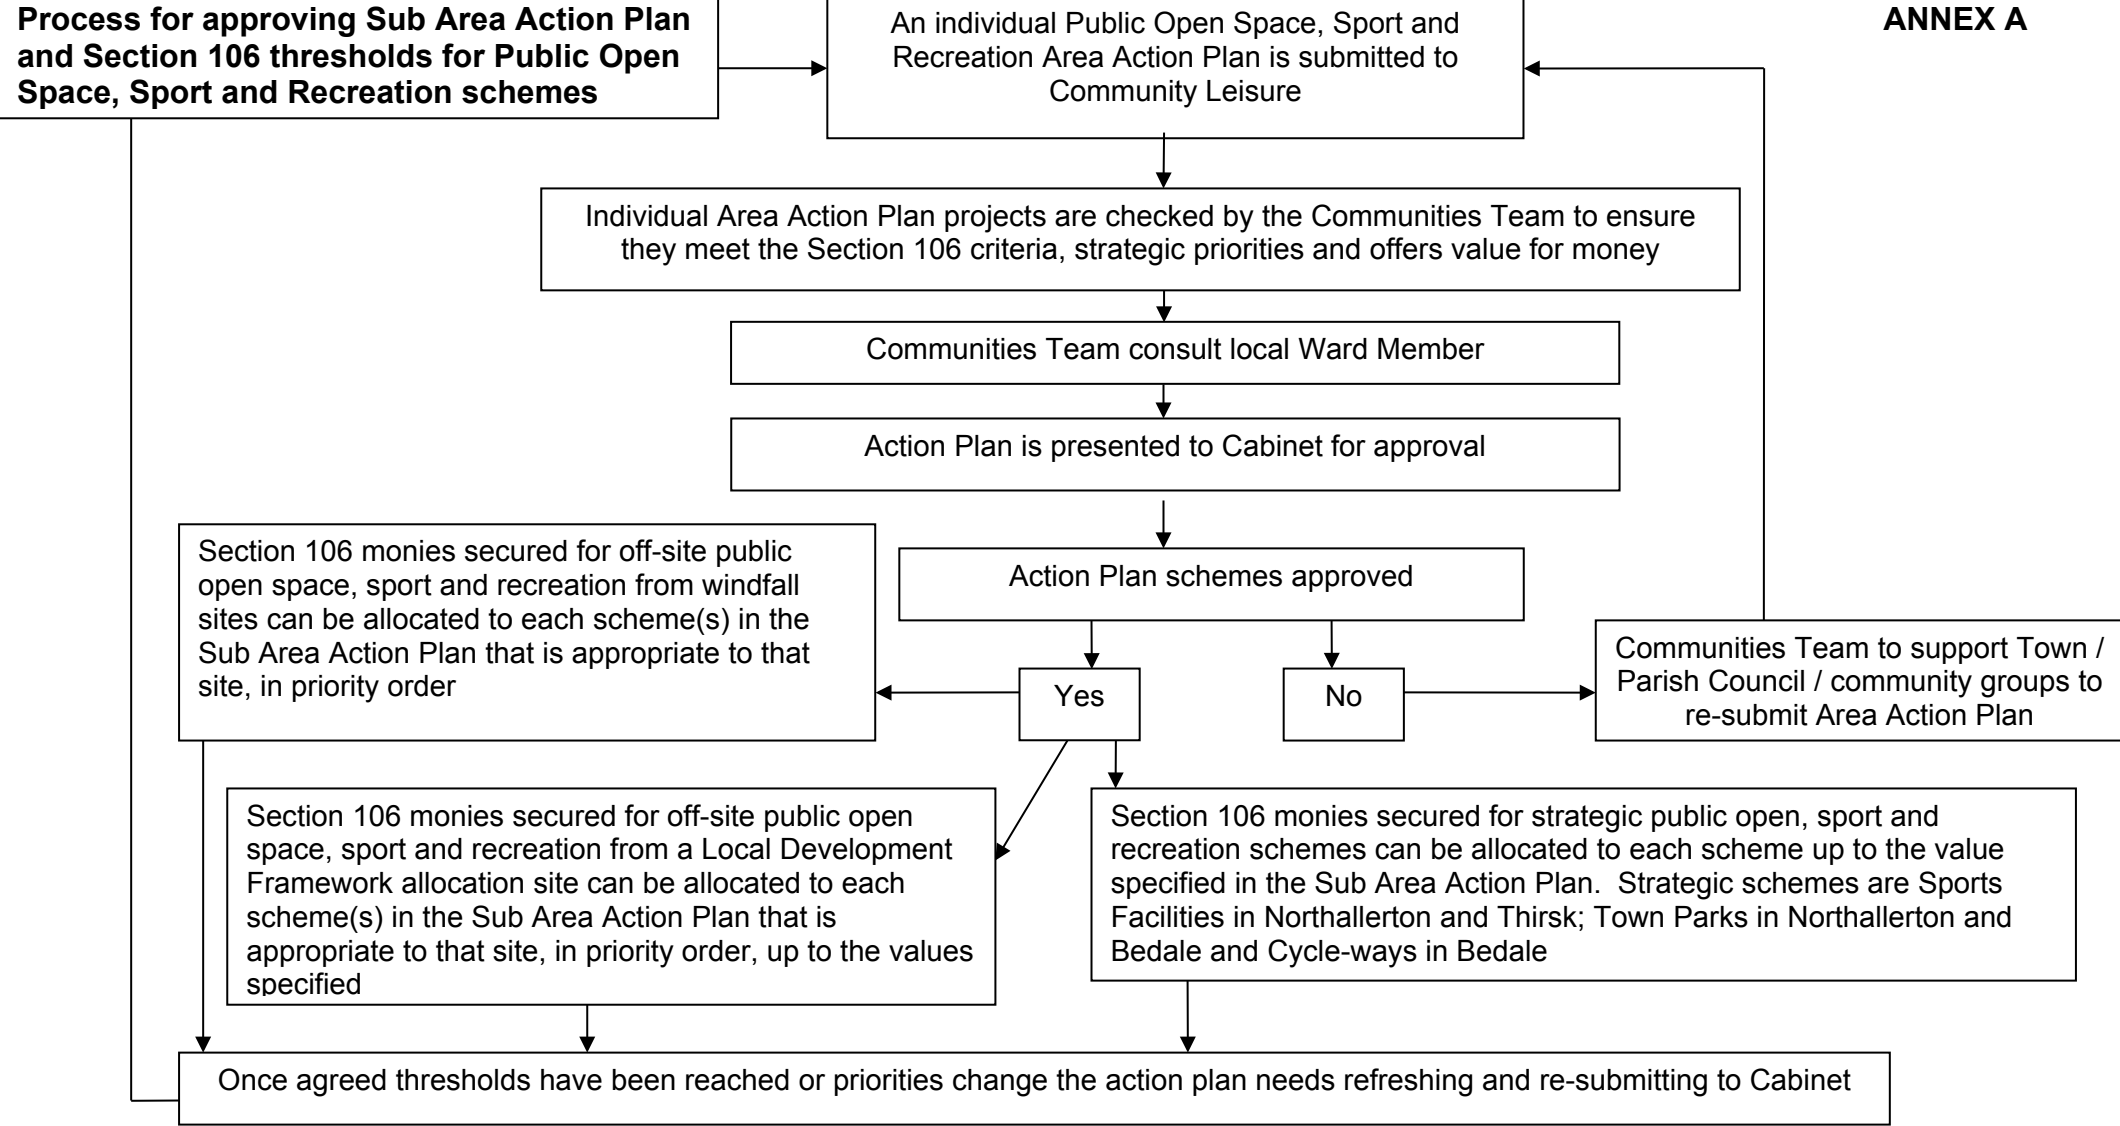 Process for approving Sub Area Action Plan
and Section 106 thresholds for Public Open
Space, Sport and Recreation schemes
An individual Public Open Space, Sport and
Recreation Area Action Plan is submitted to
Community Leisure
ANNEX A
Individual Area Action Plan projects are checked by the Communities Team to ensure
they meet the Section 106 criteria, strategic priorities and offers value for money
Communities Team consult local Ward Member
Action Plan is presented to Cabinet for approval
Section 106 monies secured for off-site public
open space, sport and recreation from windfall
sites can be allocated to each scheme(s) in the
Sub Area Action Plan that is appropriate to that
site, in priority order
Action Plan schemes approved
Yes
No
Communities Team to support Town /
Parish Council / community groups to
re-submit Area Action Plan
Section 106 monies secured for off-site public open
space, sport and recreation from a Local Development
Framework allocation site can be allocated to each
scheme(s) in the Sub Area Action Plan that is
appropriate to that site, in priority order, up to the values
specified
Section 106 monies secured for strategic public open, sport and
recreation schemes can be allocated to each scheme up to the value
specified in the Sub Area Action Plan.  Strategic schemes are Sports
Facilities in Northallerton and Thirsk; Town Parks in Northallerton and
Bedale and Cycle-ways in Bedale
Once agreed thresholds have been reached or priorities change the action plan needs refreshing and re-submitting to Cabinet